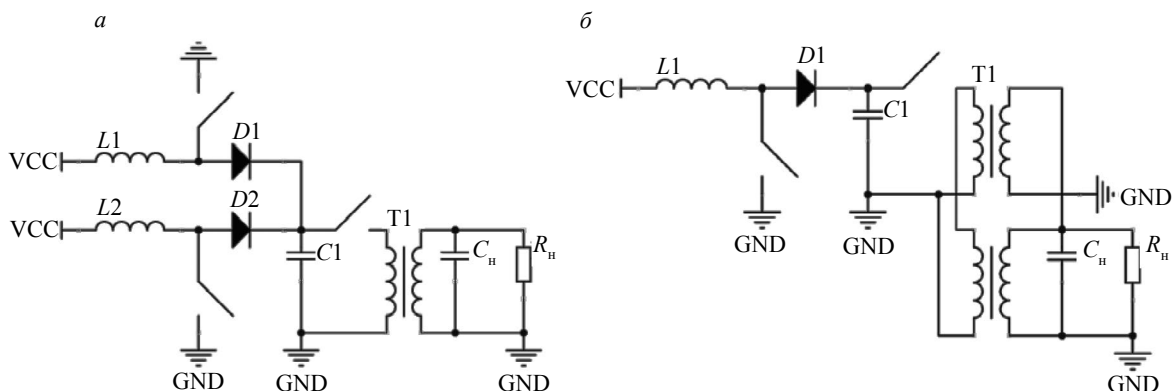 а
GND
L1
D1
VCC
L2
D2
VCC
C1
T1
Cн
Rн
GND
GND
GND
б
L1
D1
VCC
C1
T1
GND
GND
GND
Cн
Rн
GND